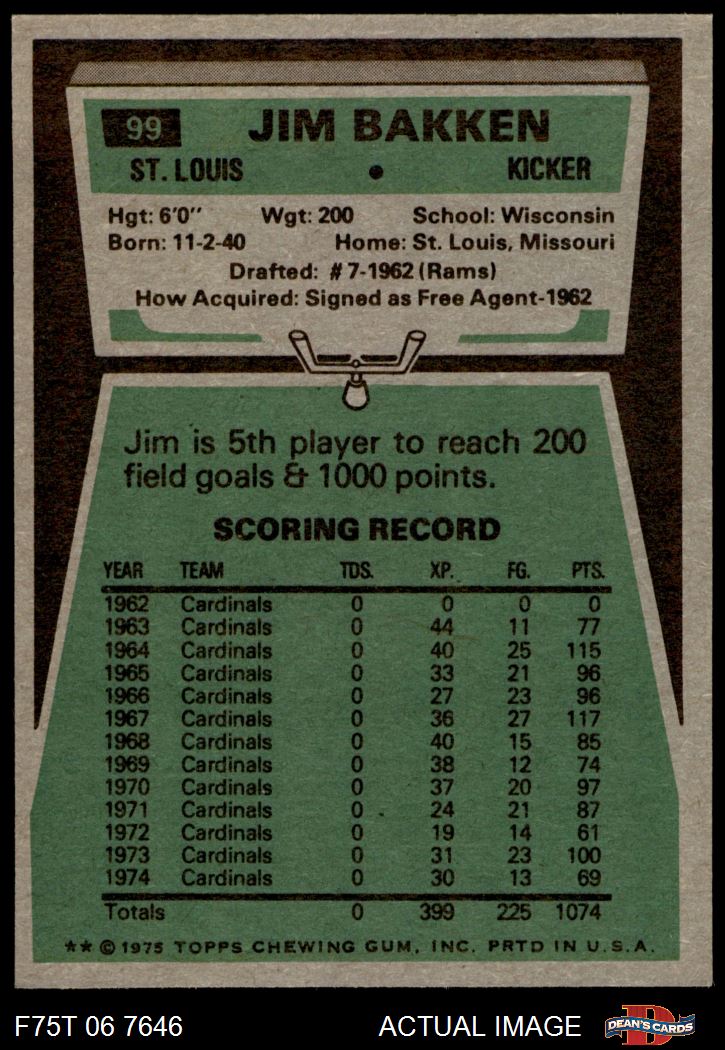 99 JIM BAKKEN
ST. LOUIS • KICKER
Hgt: 6'0" Wgt: 200 School: Wisconsin
Born: 11-2-40 Home: St. Louis, Missouri
Drafted: #7-1962 (Rams)
How Acquired: Signed as Free Agent-1962
Jim is 5th player to reach 200
field goals & 1000 points.
SCORING RECORD
YEAR TEAM TDS. XP. FG. PTS.
1962 Cardinals 0 0 0 0
1963 Cardinals 0 44 11 77
1964 Cardinals 0 40 25 115
1965 Cardinals 0 33 21 96
1966 Cardinals 0 27 23 96
1967 Cardinals 0 36 27 117
1968 Cardinals 0 40 15 85
1969 Cardinals 0 38 12 74
1970 Cardinals 0 37 20 97
1971 Cardinals 0 24 21 87
1972 Cardinals 0 19 14 61
1973 Cardinals 0 31 23 100
1974 Cardinals 0 30 13 69
Totals 0 399 225 1074
** © 1975 TOPPS CHEWING GUM, INC. PRTD IN U.S.A.
F75T 06 7646 ACTUAL IMAGE DEAN'S CARDS